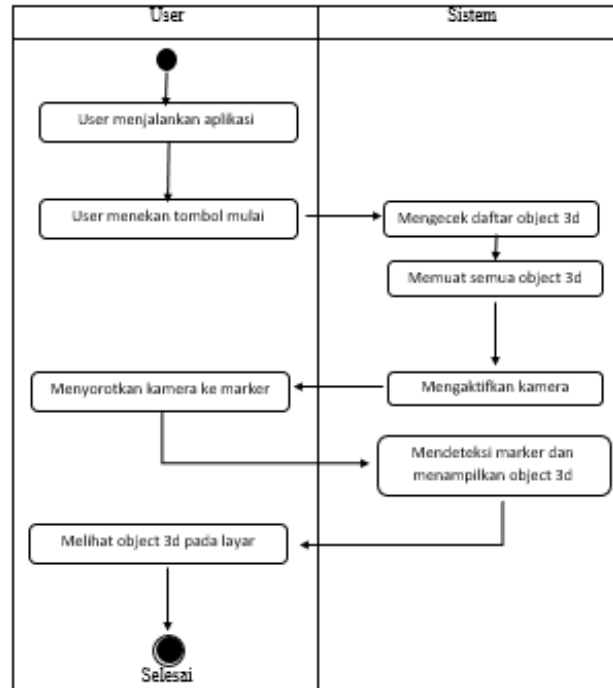 User
Sistem
User menjalankan aplikasi
User menekan tombol mulai
Mengecek daftar object 3d
Memuat semua object 3d
Mengaktifkan kamera
Menyorotkan kamera ke marker
Mendeteksi marker dan
menampilkan object 3d
Melihat object 3d pada layar
Selesai